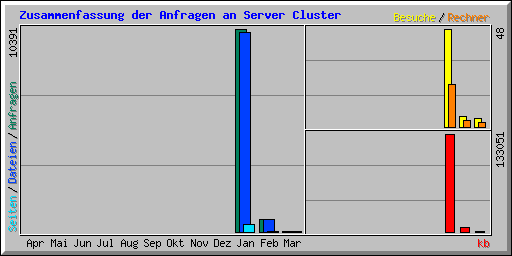 Zusammenfassung der Anfragen an Server Cluster
Besuche / Rechner
10391
48
Seiten / Dateien / Anfragen
133051
Apr Mai Jun Jul Aug Sep Okt Nov Dez Jan Feb Mar
kb